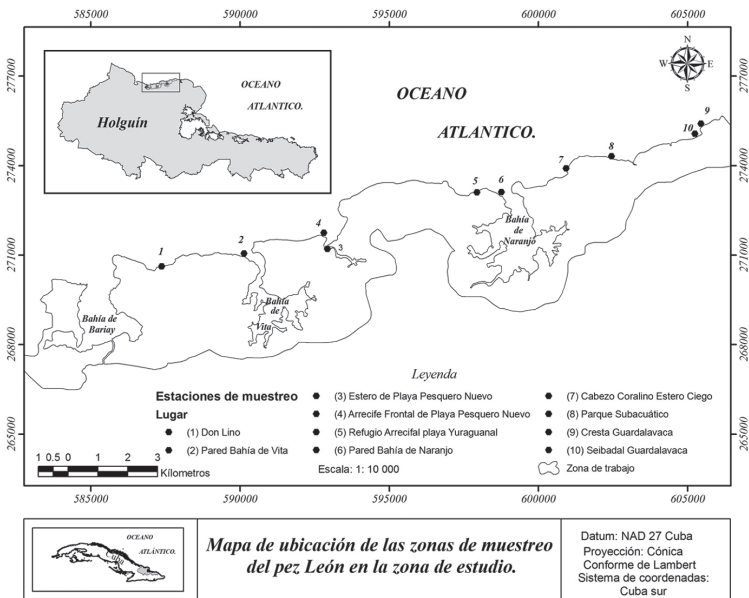 585000 590000 595000 600000 605000
277000
274000
271000
268000
265000
277000
274000
271000
268000
265000
N
W E
S
OCEANO
ATLANTICO.
Holguín
OCEANO
ATLANTICO.
1
2
3
4
5
6
7
8
9
10
Bahía de
Bariay
Bahía
de
Vita
Bahía
de
Naranjo
Leyenda
Estaciones de muestreo
Lugar
(1) Don Lino
(2) Pared Bahía de Vita
(3) Estero de Playa Pesquero Nuevo
(4) Arrecife Frontal de Playa Pesquero Nuevo
(5) Refugio Arrecifal playa Yuraguanal
(6) Pared Bahía de Naranjo
(7) Cabezo Coralino Estero Ciego
(8) Parque Subacuático
(9) Cresta Guardalavaca
(10) Seibadal Guardalavaca
Zona de trabajo
1 0.5 0 1 2 3
Kílometros
Escala: 1: 10 000
585000 590000 595000 600000 605000
OCEANO
ATLÁNTICO.
Cuba
Mapa de ubicación de las zonas de muestreo
del pez León en la zona de estudio.
Datum: NAD 27 Cuba
Proyección: Cónica
Conforme de Lambert
Sistema de coordenadas:
Cuba sur